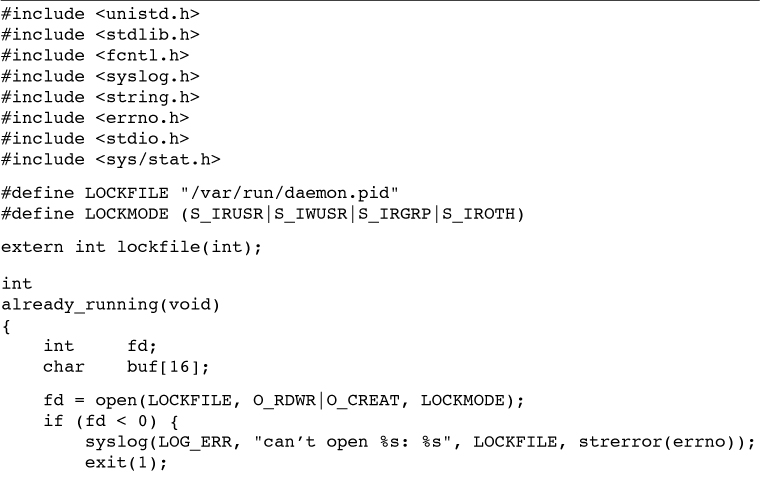 #include <unistd.h>
#include <stdlib.h>
#include <fcntl.h>
#include <syslog.h>
#include <string.h>
#include <errno.h>
#include <stdio.h>
#include <sys/stat.h>
#define LOCKFILE "/var/run/daemon.pid"
#define LOCKMODE (S_IRUSR|S_IWUSR|S_IRGRP|S_IROTH)
extern int lockfile(int);
int
already_running(void)
{
    int     fd;
    char    buf[16];
    fd = open(LOCKFILE, O_RDWR|O_CREAT, LOCKMODE);
    if (fd < 0) {
        syslog(LOG_ERR, "can’t open %s: %s", LOCKFILE, strerror(errno));
        exit(1);